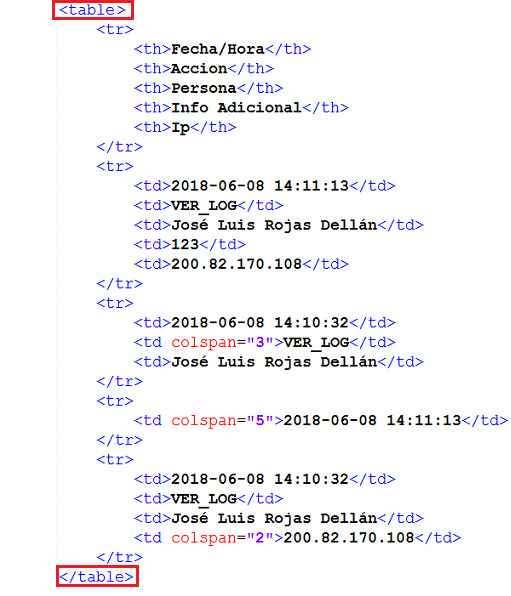 <table>
<tr>
<th>Fecha/Hora</th>
<th>Accion</th>
<th>Persona</th>
<th>Info Adicional</th>
<th>Ip</th>
</tr>
<tr>
<td>2018-06-08 14:11:13</td>
<td>VER_LOG</td>
<td>José Luis Rojas Dellán</td>
<td>123</td>
<td>200.82.170.108</td>
</tr>
<tr>
<td>2018-06-08 14:10:32</td>
<td colspan="3">VER_LOG</td>
<td>José Luis Rojas Dellán</td>
</tr>
<tr>
<td colspan="5">2018-06-08 14:11:13</td>
</tr>
<tr>
<td>2018-06-08 14:10:32</td>
<td>VER_LOG</td>
<td>José Luis Rojas Dellán</td>
<td colspan="2">200.82.170.108</td>
</tr>
</table>